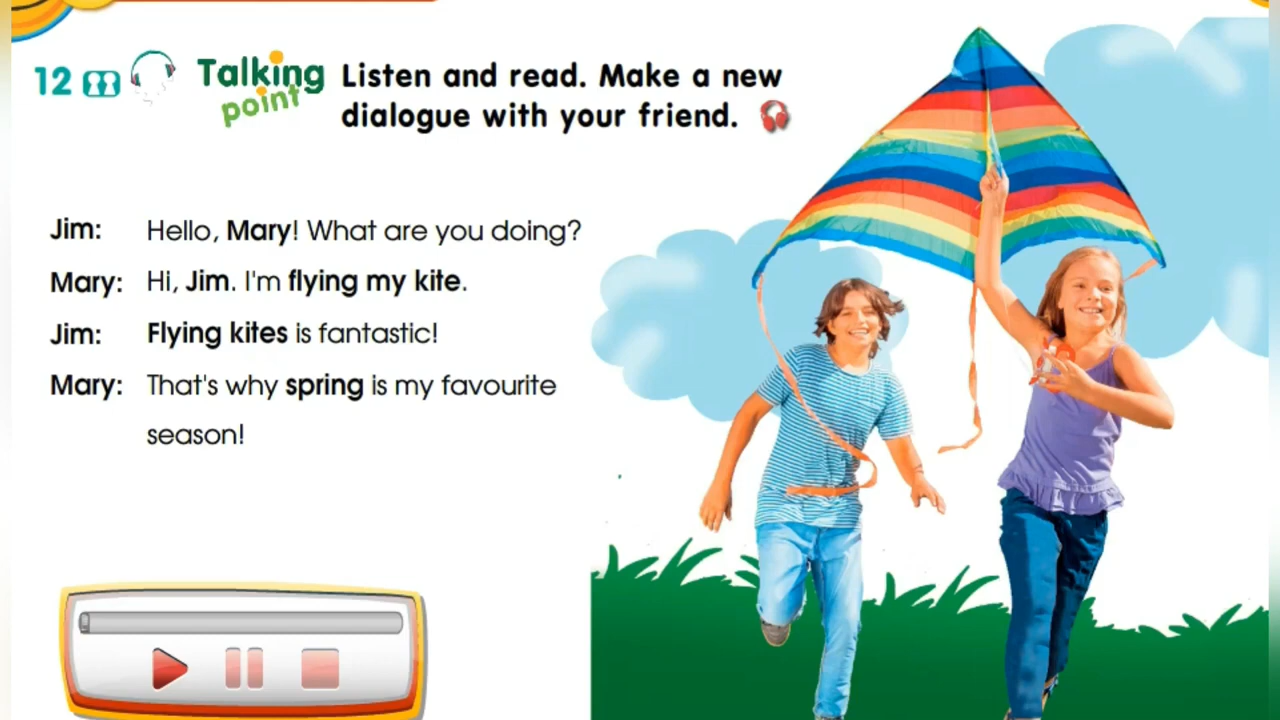 12 Talking point Listen and read. Make a new
dialogue with your friend.
Jim: Hello, Mary! What are you doing?
Mary: Hi, Jim. I'm flying my kite.
Jim: Flying kites is fantastic!
Mary: That's why spring is my favourite
season!